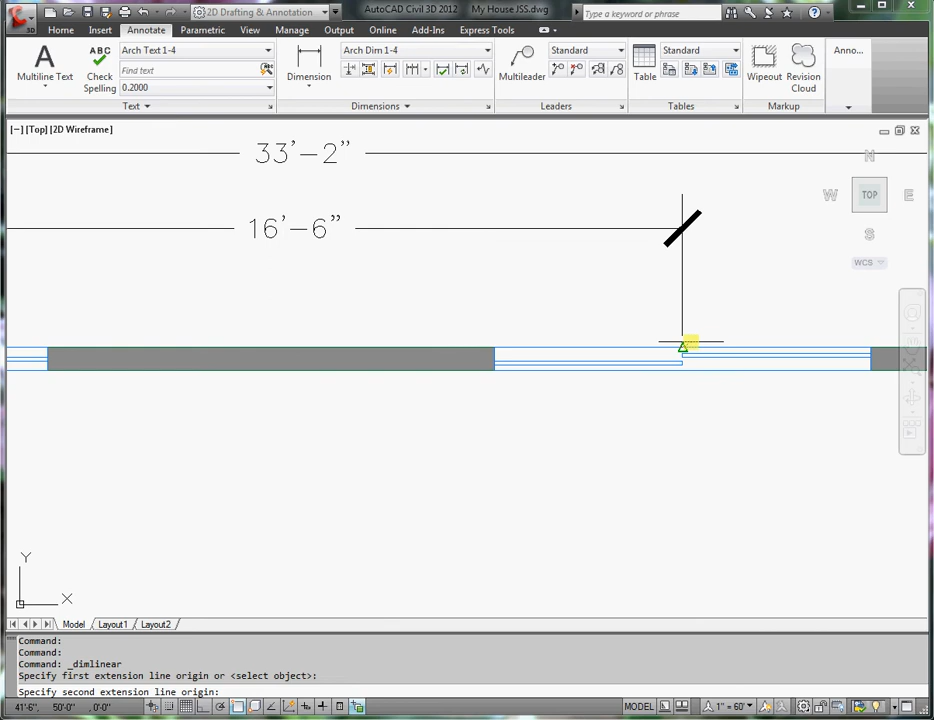 2D Drafting & Annotation
AutoCAD Civil 3D 2012 My House JSS.dwg
Type a keyword or phrase
3D
Home Insert Annotate Parametric View Manage Output Add-Ins Express Tools
Multiline Text
ABC Check Spelling
Arch Text 1-4
Find text
0.2000
Dimension
Arch Dim 1-4
Multileader
Standard
Table
Standard
Wipeout
Revision Cloud
Anno...
Text
Dimensions
Leaders
Tables
Markup
[−] [Top] [2D Wireframe]
33'–2"
16'–6"
N
W TOP E
S
WCS
Y
X
Model Layout1 Layout2
Command:
Command:
Command: _dimlinear
Specify first extension line origin or <select object>:
Specify second extension line origin:
41'-6", 50'-0" ,0'-0"
MODEL
1" = 60'